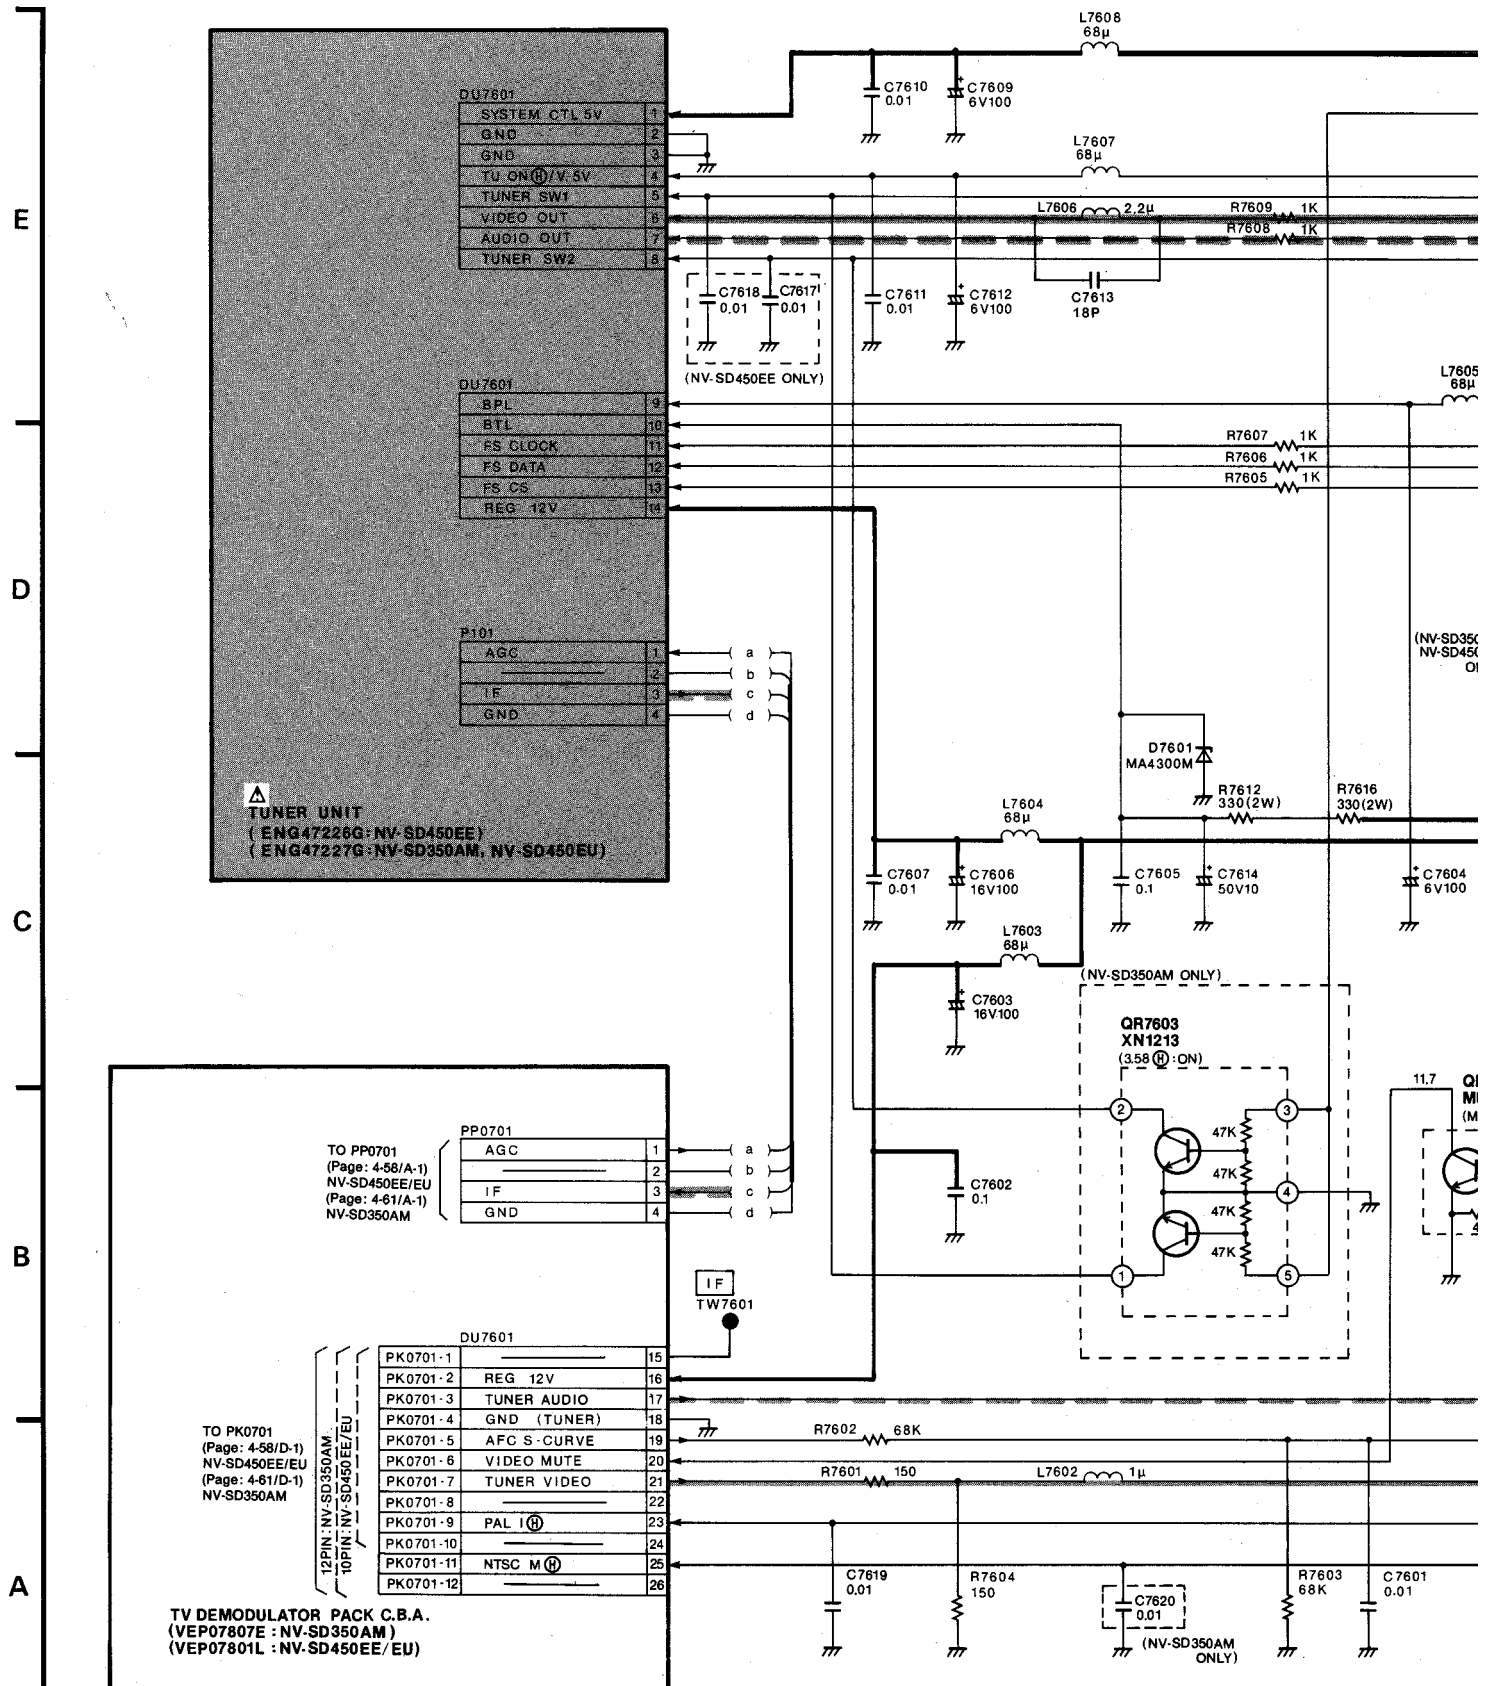 L7608
68μ
C7610
0.01
C7609
6V100
DU7601
SYSTEM CTL 5V 1
GND 2
GND 3
TU ON Ⓗ/V. 5V 4
TUNER SW1 5
VIDEO OUT 6
AUDIO OUT 7
TUNER SW2 8
L7607
68μ
L7606 2.2μ
R7609 1K
R7608 1K
E
C7618
0.01
C7617
0.01
C7611
0.01
C7612
6V100
C7613
18P
(NV-SD450EE ONLY)
L7605
68μ
DU7601
BPL 9
BTL 10
FS CLOCK 11
FS DATA 12
FS CS 13
REG 12V 14
R7607 1K
R7606 1K
R7605 1K
D
P101
AGC 1
2
IF 3
GND 4
a
b
c
d
(NV-SD350
NV-SD450
D7601
MA4300M
R7612
330(2W)
R7616
330(2W)
L7604
68μ
TUNER UNIT
(ENG47226G:NV-SD450EE)
(ENG47227G:NV-SD350AM, NV-SD450EU)
C7607
0.01
C7606
16V100
C7605
0.1
C7614
50V10
C7604
6V100
C
L7603
68μ
C7603
16V100
(NV-SD350AM ONLY)
QR7603
XN1213
(3.58 Ⓗ:ON)
11.7
2
3
47K
47K
4
47K
47K
1
5
PP0701
AGC 1
2
IF 3
GND 4
a
b
c
d
TO PP0701
(Page: 4-58/A-1)
NV-SD450EE/EU
(Page: 4-61/A-1)
NV-SD350AM
C7602
0.1
B
IF
TW7601
DU7601
PK0701-1 15
PK0701-2 REG 12V 16
PK0701-3 TUNER AUDIO 17
PK0701-4 GND (TUNER) 18
PK0701-5 AFC S-CURVE 19
PK0701-6 VIDEO MUTE 20
PK0701-7 TUNER VIDEO 21
PK0701-8 22
PK0701-9 PAL I Ⓗ 23
PK0701-10 24
PK0701-11 NTSC M Ⓗ 25
PK0701-12 26
12PIN:NV-SD350AM
10PIN:NV-SD450EE/EU
TO PK0701
(Page: 4-58/D-1)
NV-SD450EE/EU
(Page: 4-61/D-1)
NV-SD350AM
R7602 68K
R7601 150
L7602 1μ
C7619
0.01
R7604
150
C7620
0.01
R7603
68K
C7601
0.01
(NV-SD350AM
ONLY)
A
TV DEMODULATOR PACK C.B.A.
(VEP07807E : NV-SD350AM)
(VEP07801L : NV-SD450EE/EU)